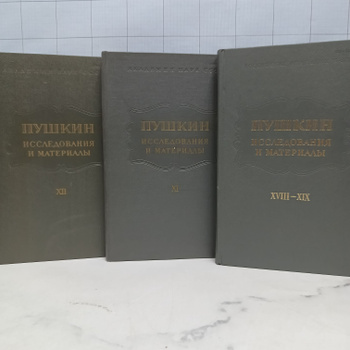 ПУШКИН
ИССЛЕДОВАНИЯ
И МАТЕРИАЛЫ
XII
ПУШКИН
ИССЛЕДОВАНИЯ
И МАТЕРИАЛЫ
ПУШКИН
ИССЛЕДОВАНИЯ
И МАТЕРИАЛЫ
XVIII–XIX